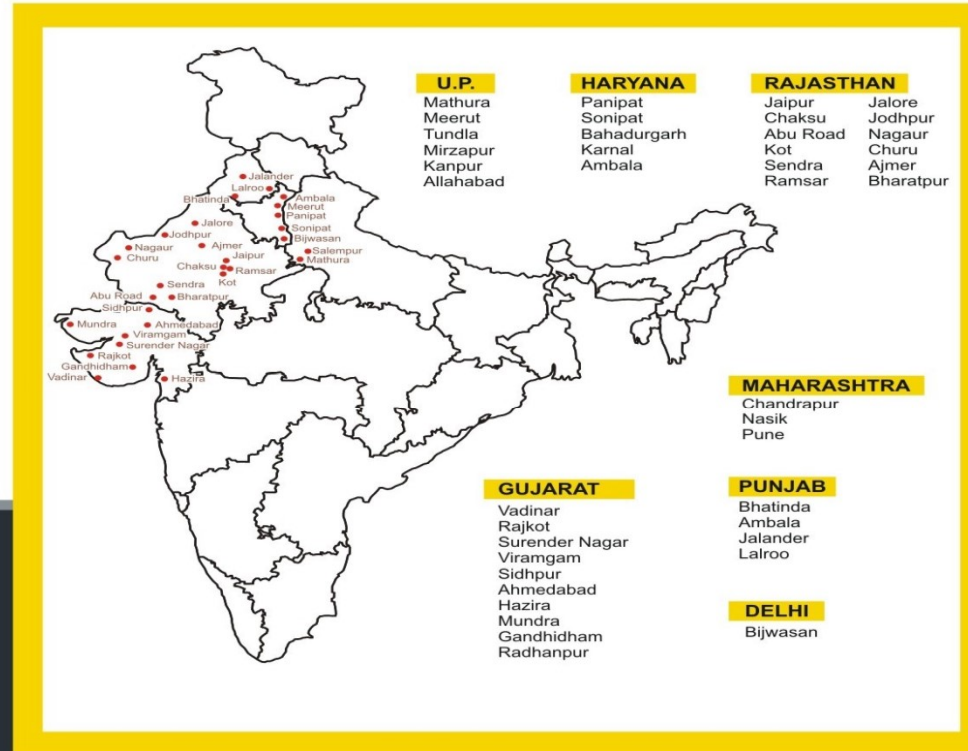 U.P.
Mathura
Meerut
Tundla
Mirzapur
Kanpur
Allahabad
HARYANA
Panipat
Sonipat
Bahadurgarh
Karnal
Ambala
RAJASTHAN
Jaipur Jalore
Chaksu Jodhpur
Abu Road Nagaur
Kot Churu
Sendra Ajmer
Ramsar Bharatpur
Jalander
Lalroo
Bhatinda
Ambala
Meerut
Panipat
Jalore
Sonipat
Jodhpur
Bijwasan
Nagaur
Ajmer
Salempur
Churu
Jaipur
Mathura
Chaksu
Ramsar
Kot
Sendra
Abu Road
Bharatpur
Sidhpur
Mundra
Ahmedabad
Viramgam
Surender Nagar
Rajkot
Gandhidham
Vadinar
Hazira
MAHARASHTRA
Chandrapur
Nasik
Pune
GUJARAT
Vadinar
Rajkot
Surender Nagar
Viramgam
Sidhpur
Ahmedabad
Hazira
Mundra
Gandhidham
Radhanpur
PUNJAB
Bhatinda
Ambala
Jalander
Lalroo
DELHI
Bijwasan